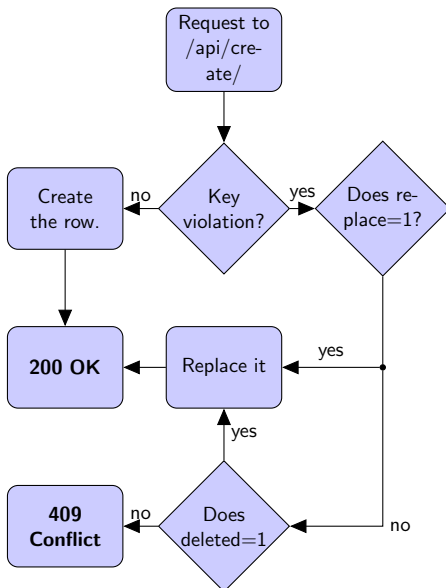 Request to
/api/cre-
ate/
Create
the row.
no
Key
violation?
yes
Does re-
place=1?
200 OK
Replace it
yes
yes
409
Conflict
no
Does
deleted=1
no